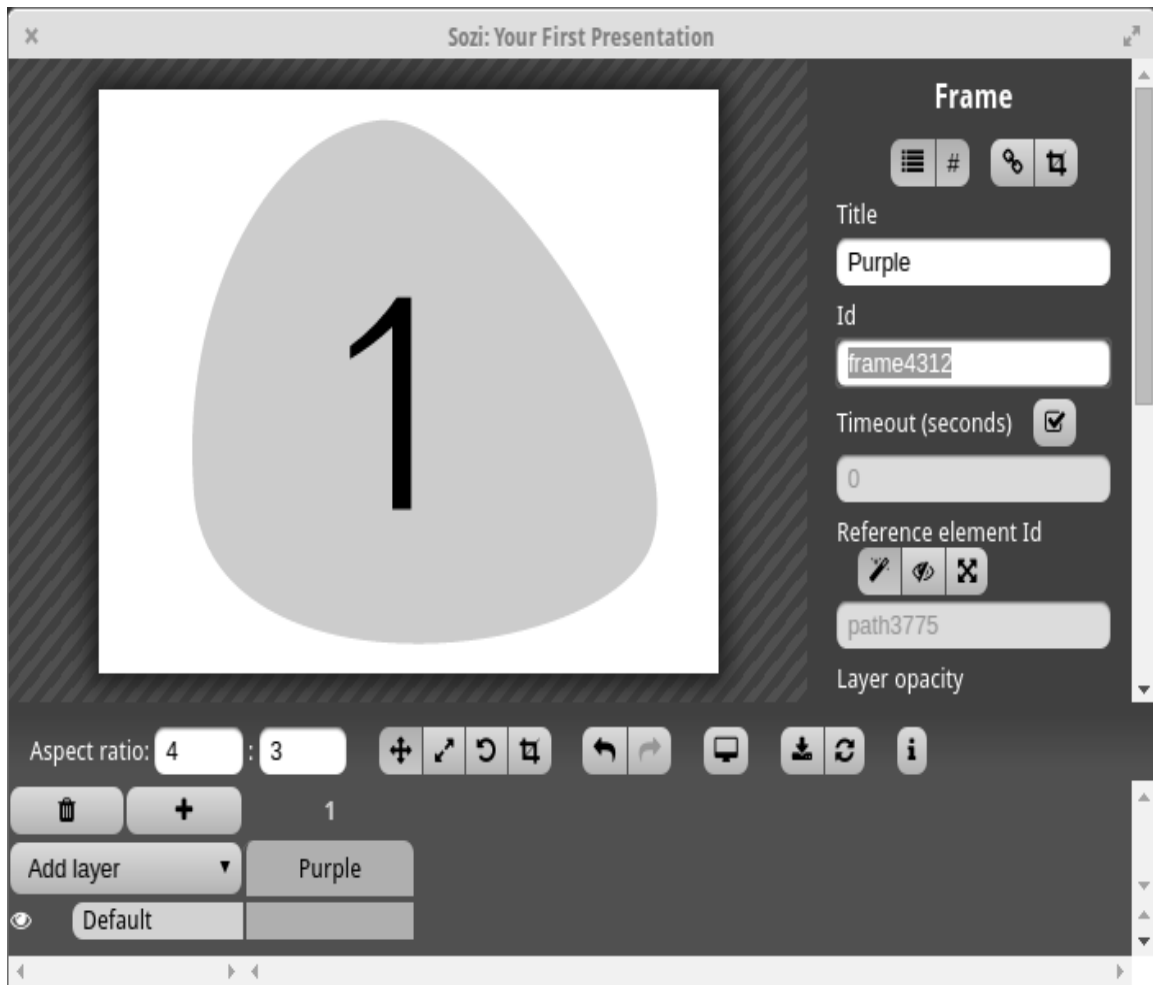 Sozi: Your First Presentation
Frame
#
Title
Purple
Id
frame4312
Timeout (seconds)
0
Reference element Id
path3775
Layer opacity
1
Aspect ratio: 4 : 3
1
Add layer
Purple
Default